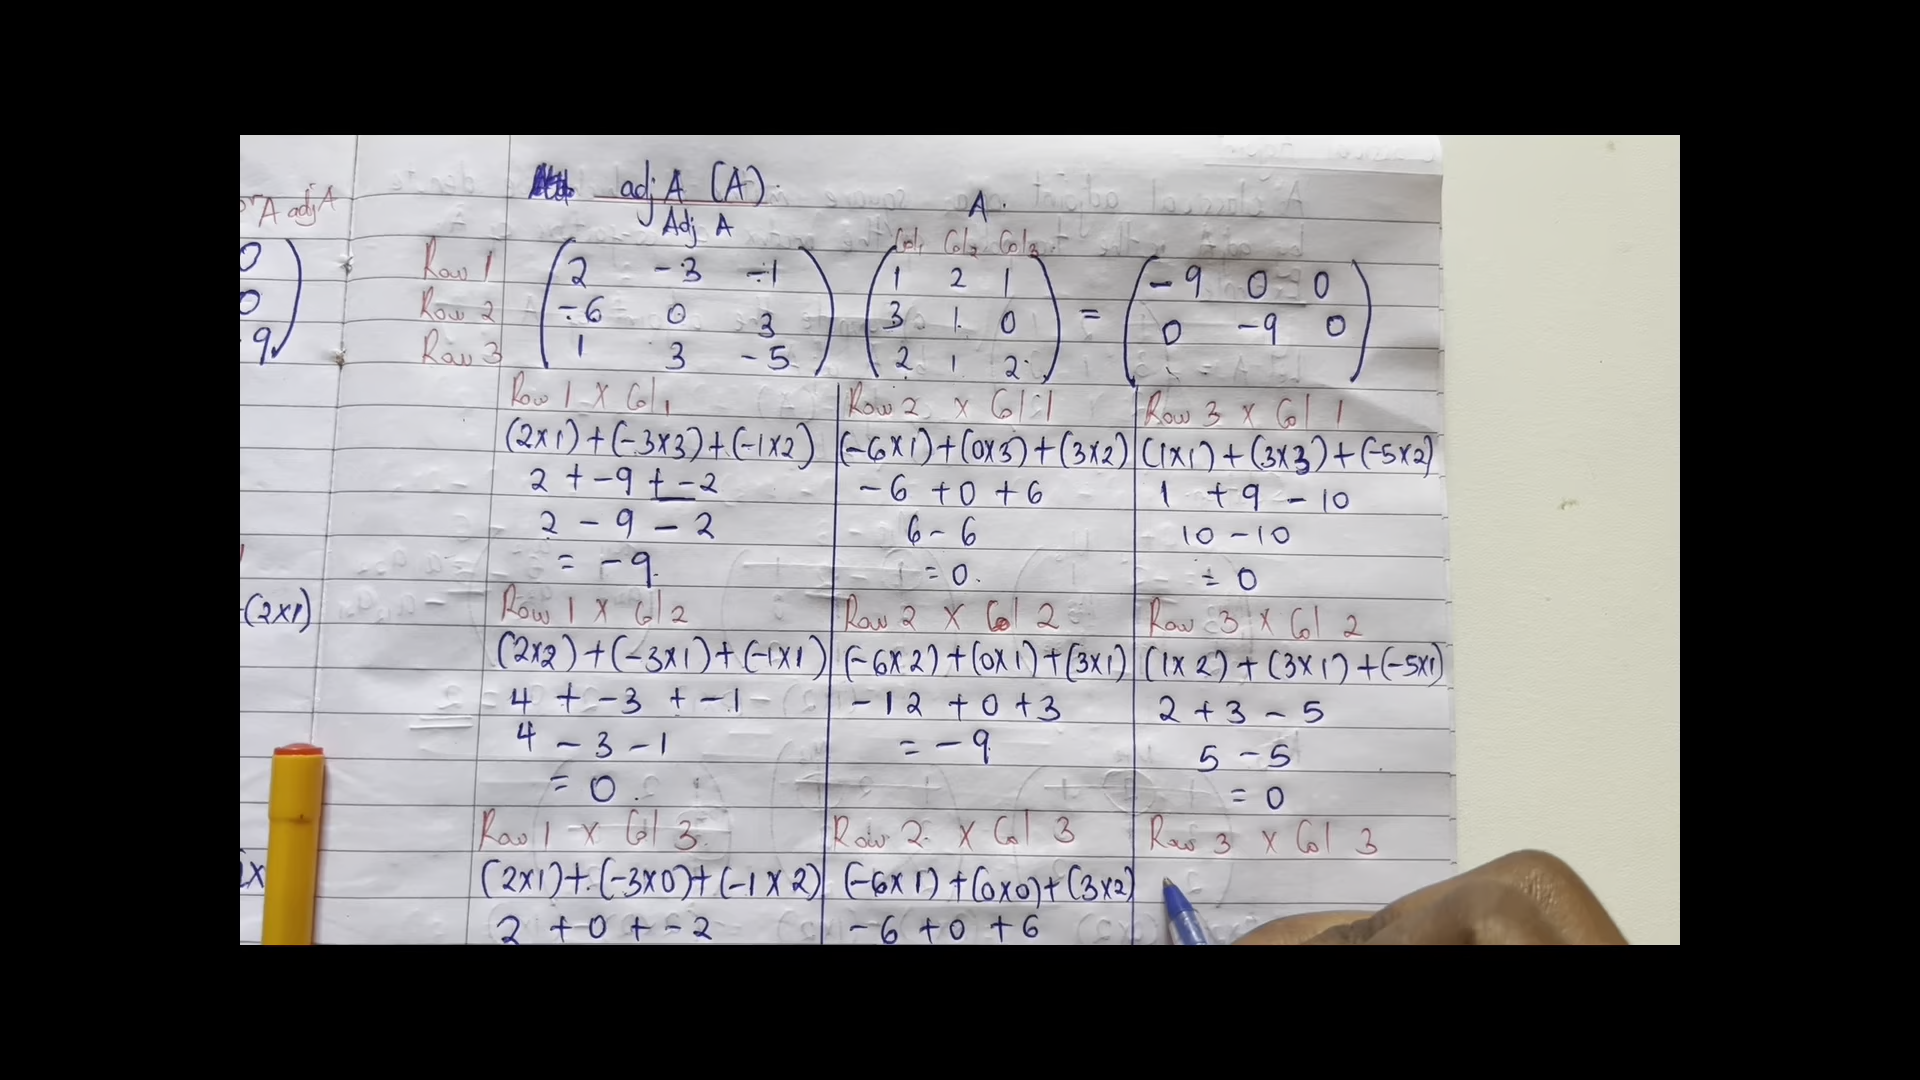 or A adj A
adj A (A).
Adj A
A.
Col1 Col2 Col3
0
0
9
Row 1
Row 2
Row 3
2 -3 -1
-6 0 3
1 3 -5
1 2 1
3 1 0
2 1 2
=
-9 0 0
0 -9 0
Row 1 X Col1
(2x1) + (-3x3) + (-1x2)
2 + -9 + -2
2 - 9 - 2
= -9.
Row 2 x Col 1
(-6x1) + (0x3) + (3x2)
-6 + 0 + 6
6 - 6
= 0.
Row 3 x Col 1
(1x1) + (3x3) + (-5x2)
1 + 9 - 10
10 - 10
= 0
(2x1)
Row 1 x Col 2
(2x2) + (-3x1) + (-1x1)
4 + -3 + -1
4 - 3 - 1
= 0.
Row 2 X Col 2
(-6x2) + (0x1) + (3x1)
-12 + 0 + 3
= -9
Row 3 x Col 2
(1x2) + (3x1) + (-5x1)
2 + 3 - 5
5 - 5
= 0
Row 1 x Col 3
(2x1) + (-3x0) + (-1x2)
2 + 0 + -2
Row 2 X Col 3
(-6x1) + (0x0) + (3x2)
-6 + 0 + 6
Row 3 x Col 3